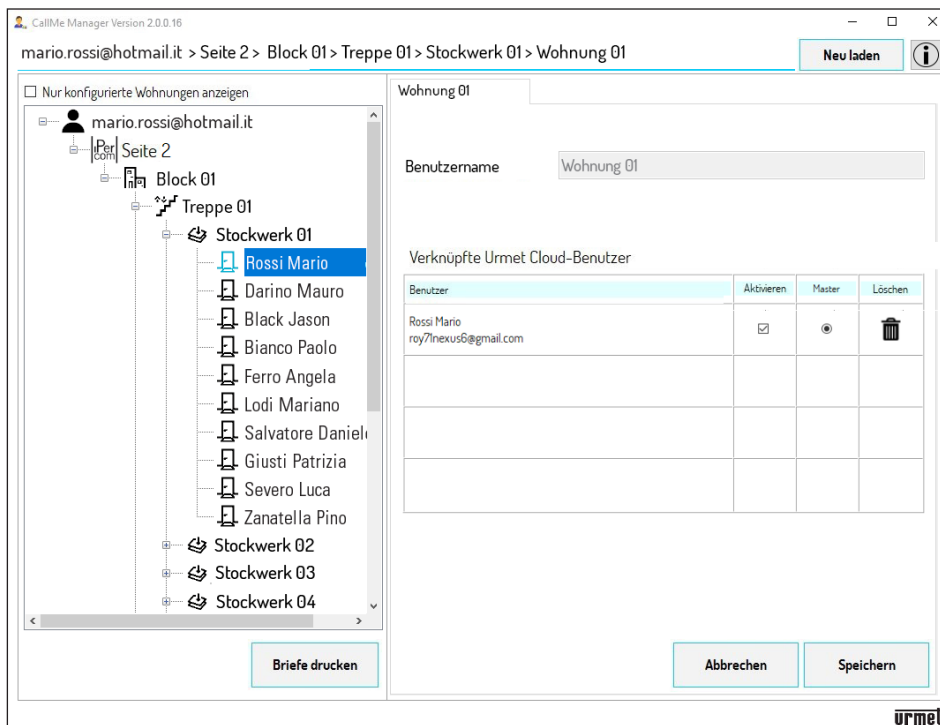 CallMe Manager Version 2.0.0.16
mario.rossi@hotmail.it > Seite 2 > Block 01 > Treppe 01 > Stockwerk 01 > Wohnung 01
Neu laden
i
Nur konfigurierte Wohnungen anzeigen
mario.rossi@hotmail.it
iPer com Seite 2
Block 01
Treppe 01
Stockwerk 01
Rossi Mario
Darino Mauro
Black Jason
Bianco Paolo
Ferro Angela
Lodi Mariano
Salvatore Daniel
Giusti Patrizia
Severo Luca
Zanatella Pino
Stockwerk 02
Stockwerk 03
Stockwerk 04
Briefe drucken
Wohnung 01
Benutzername Wohnung 01
Verknüpfte Urmet Cloud-Benutzer
Benutzer Aktivieren Master Löschen
Rossi Mario
roy71nexus6@gmail.com
Abbrechen Speichern
urmet